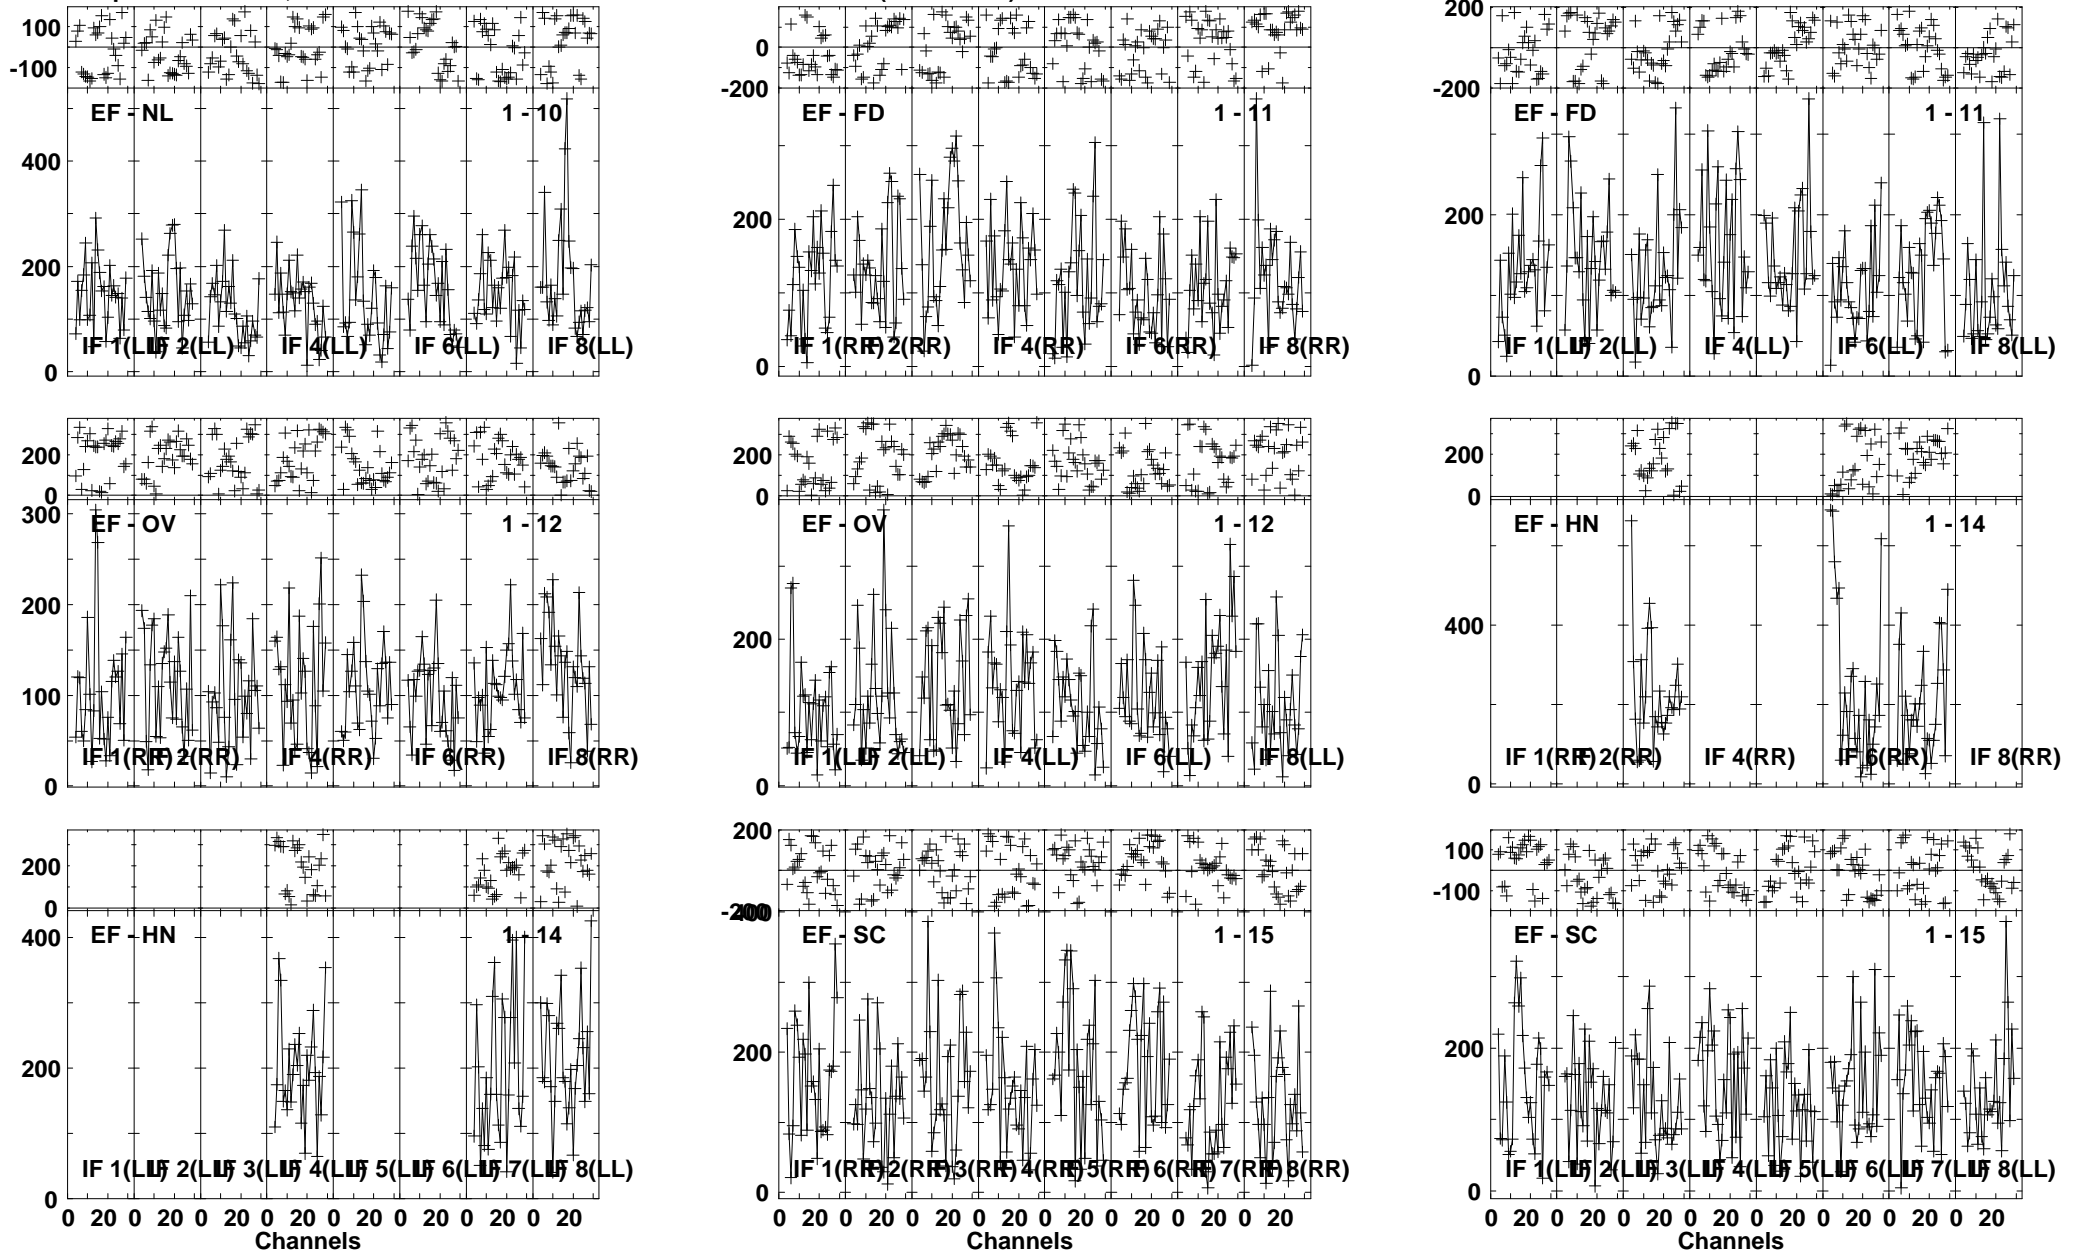 100
-100
EF - NL 1 - 10
400
200
0
IF 1(LL) IF 2(LL) IF 4(LL) IF 6(LL) IF 8(LL)
0
-200
EF - FD 1 - 11
200
0
IF 1(RR) IF 2(RR) IF 4(RR) IF 6(RR) IF 8(RR)
200
0
-200
EF - FD 1 - 11
200
0
IF 1(LL) IF 2(LL) IF 4(LL) IF 6(LL) IF 8(LL)
200
0
EF - OV 1 - 12
300
200
100
0
IF 1(RR) IF 2(RR) IF 4(RR) IF 6(RR) IF 8(RR)
200
0
EF - OV 1 - 12
200
0
IF 1(LL) IF 2(LL) IF 4(LL) IF 6(LL) IF 8(LL)
200
0
EF - HN 1 - 14
400
0
IF 1(RR) IF 2(RR) IF 4(RR) IF 6(RR) IF 8(RR)
200
0
EF - HN 1 - 14
400
200
0
IF 1(LL) IF 2(LL) IF 3(LL) IF 4(LL) IF 5(LL) IF 6(LL) IF 7(LL) IF 8(LL)
0 20 0 20 0 20 0 20 0 20 0 20 0 20 0 20
Channels
200
-200
400
EF - SC 1 - 15
200
0
IF 1(RR) IF 2(RR) IF 3(RR) IF 4(RR) IF 5(RR) IF 6(RR) IF 7(RR) IF 8(RR)
0 20 0 20 0 20 0 20 0 20 0 20 0 20 0 20
Channels
100
-100
EF - SC 1 - 15
200
0
IF 1(LL) IF 2(LL) IF 3(LL) IF 4(LL) IF 5(LL) IF 6(LL) IF 7(LL) IF 8(LL)
0 20 0 20 0 20 0 20 0 20 0 20 0 20 0 20
Channels